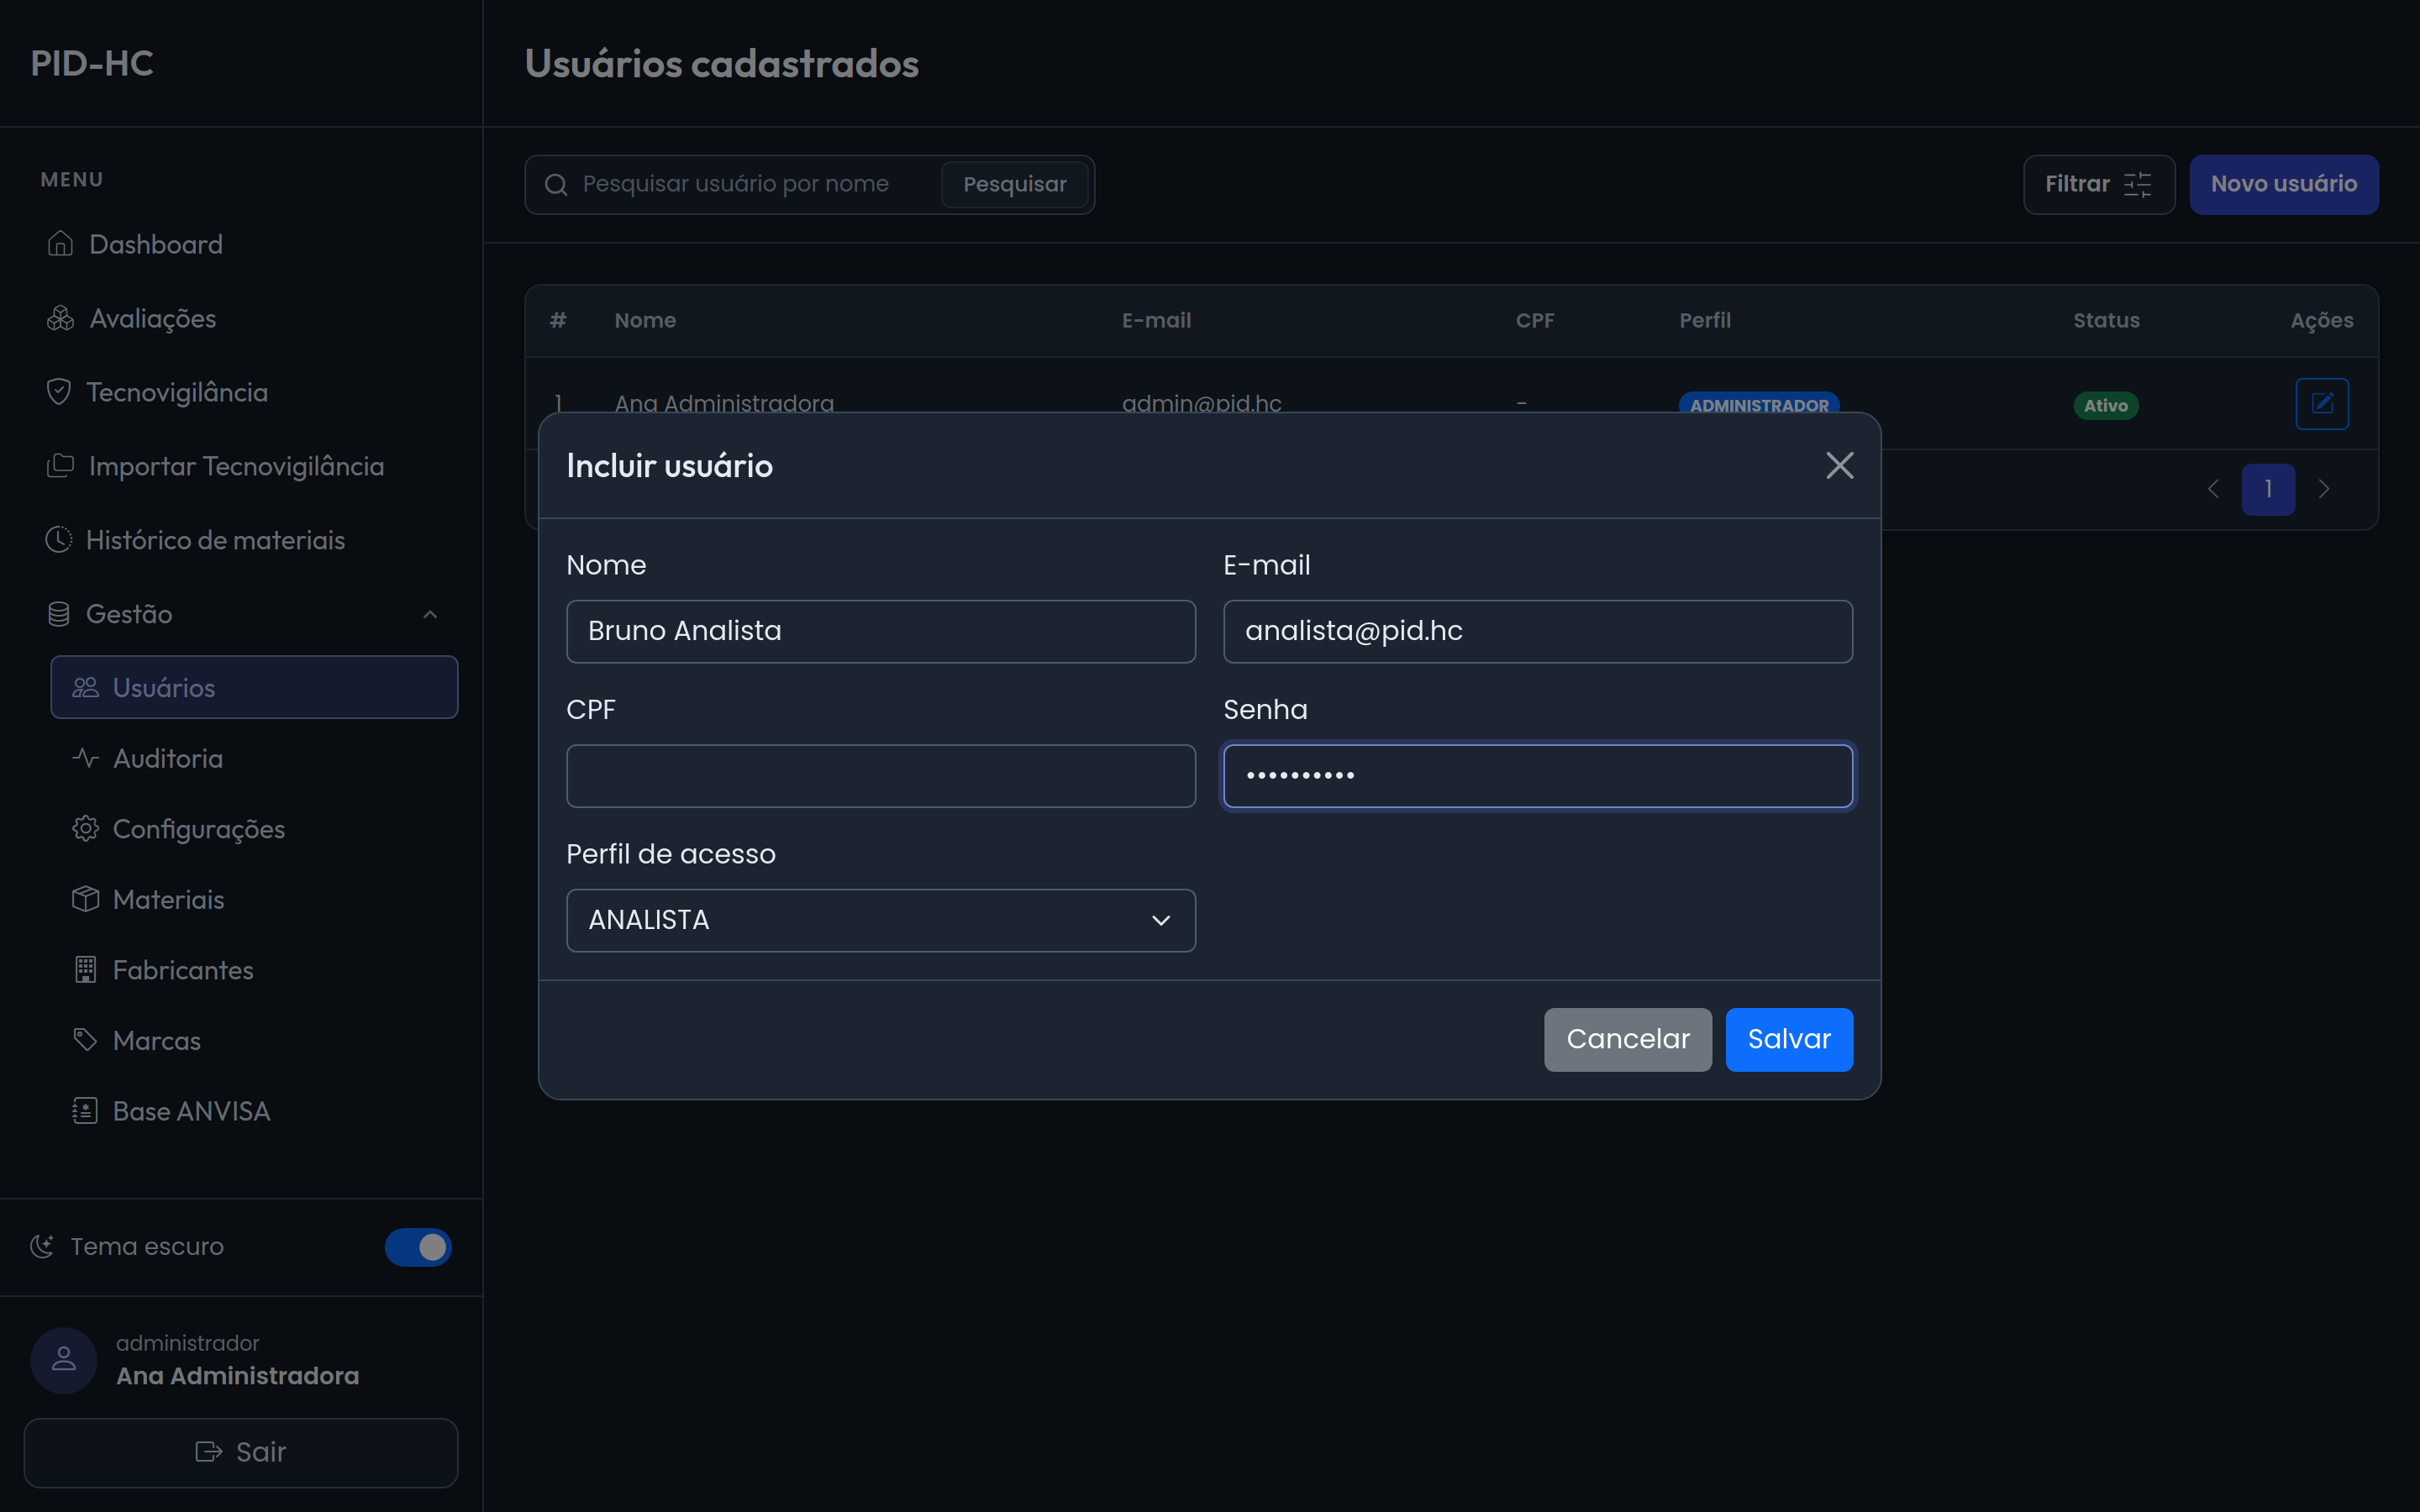 PID-HC
Usuários cadastrados
MENU
Dashboard
Avaliações
Tecnovigilância
Importar Tecnovigilância
Histórico de materiais
Gestão
Usuários
Auditoria
Configurações
Materiais
Fabricantes
Marcas
Base ANVISA
Tema escuro
administrador
Ana Administradora
Sair
Pesquisar usuário por nome Pesquisar Filtrar Novo usuário
# Nome E-mail CPF Perfil Status Ações
1 Ana Administradora admin@pid.hc - ADMINISTRADOR Ativo
1
Incluir usuário
Nome E-mail
Bruno Analista analista@pid.hc
CPF Senha
••••••••••
Perfil de acesso
ANALISTA
Cancelar Salvar